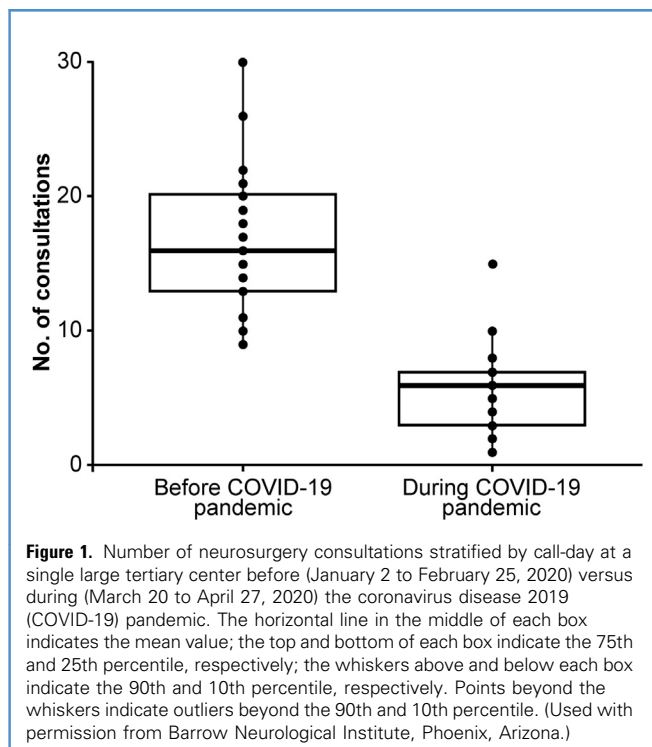 30
20
10
0
No. of consultations
Before COVID-19
pandemic
During COVID-19
pandemic
Figure 1. Number of neurosurgery consultations stratified by call-day at a
single large tertiary center before (January 2 to February 25, 2020) versus
during (March 20 to April 27, 2020) the coronavirus disease 2019
(COVID-19) pandemic. The horizontal line in the middle of each box
indicates the mean value; the top and bottom of each box indicate the 75th
and 25th percentile, respectively; the whiskers above and below each box
indicate the 90th and 10th percentile, respectively. Points beyond the
whiskers indicate outliers beyond the 90th and 10th percentile. (Used with
permission from Barrow Neurological Institute, Phoenix, Arizona.)